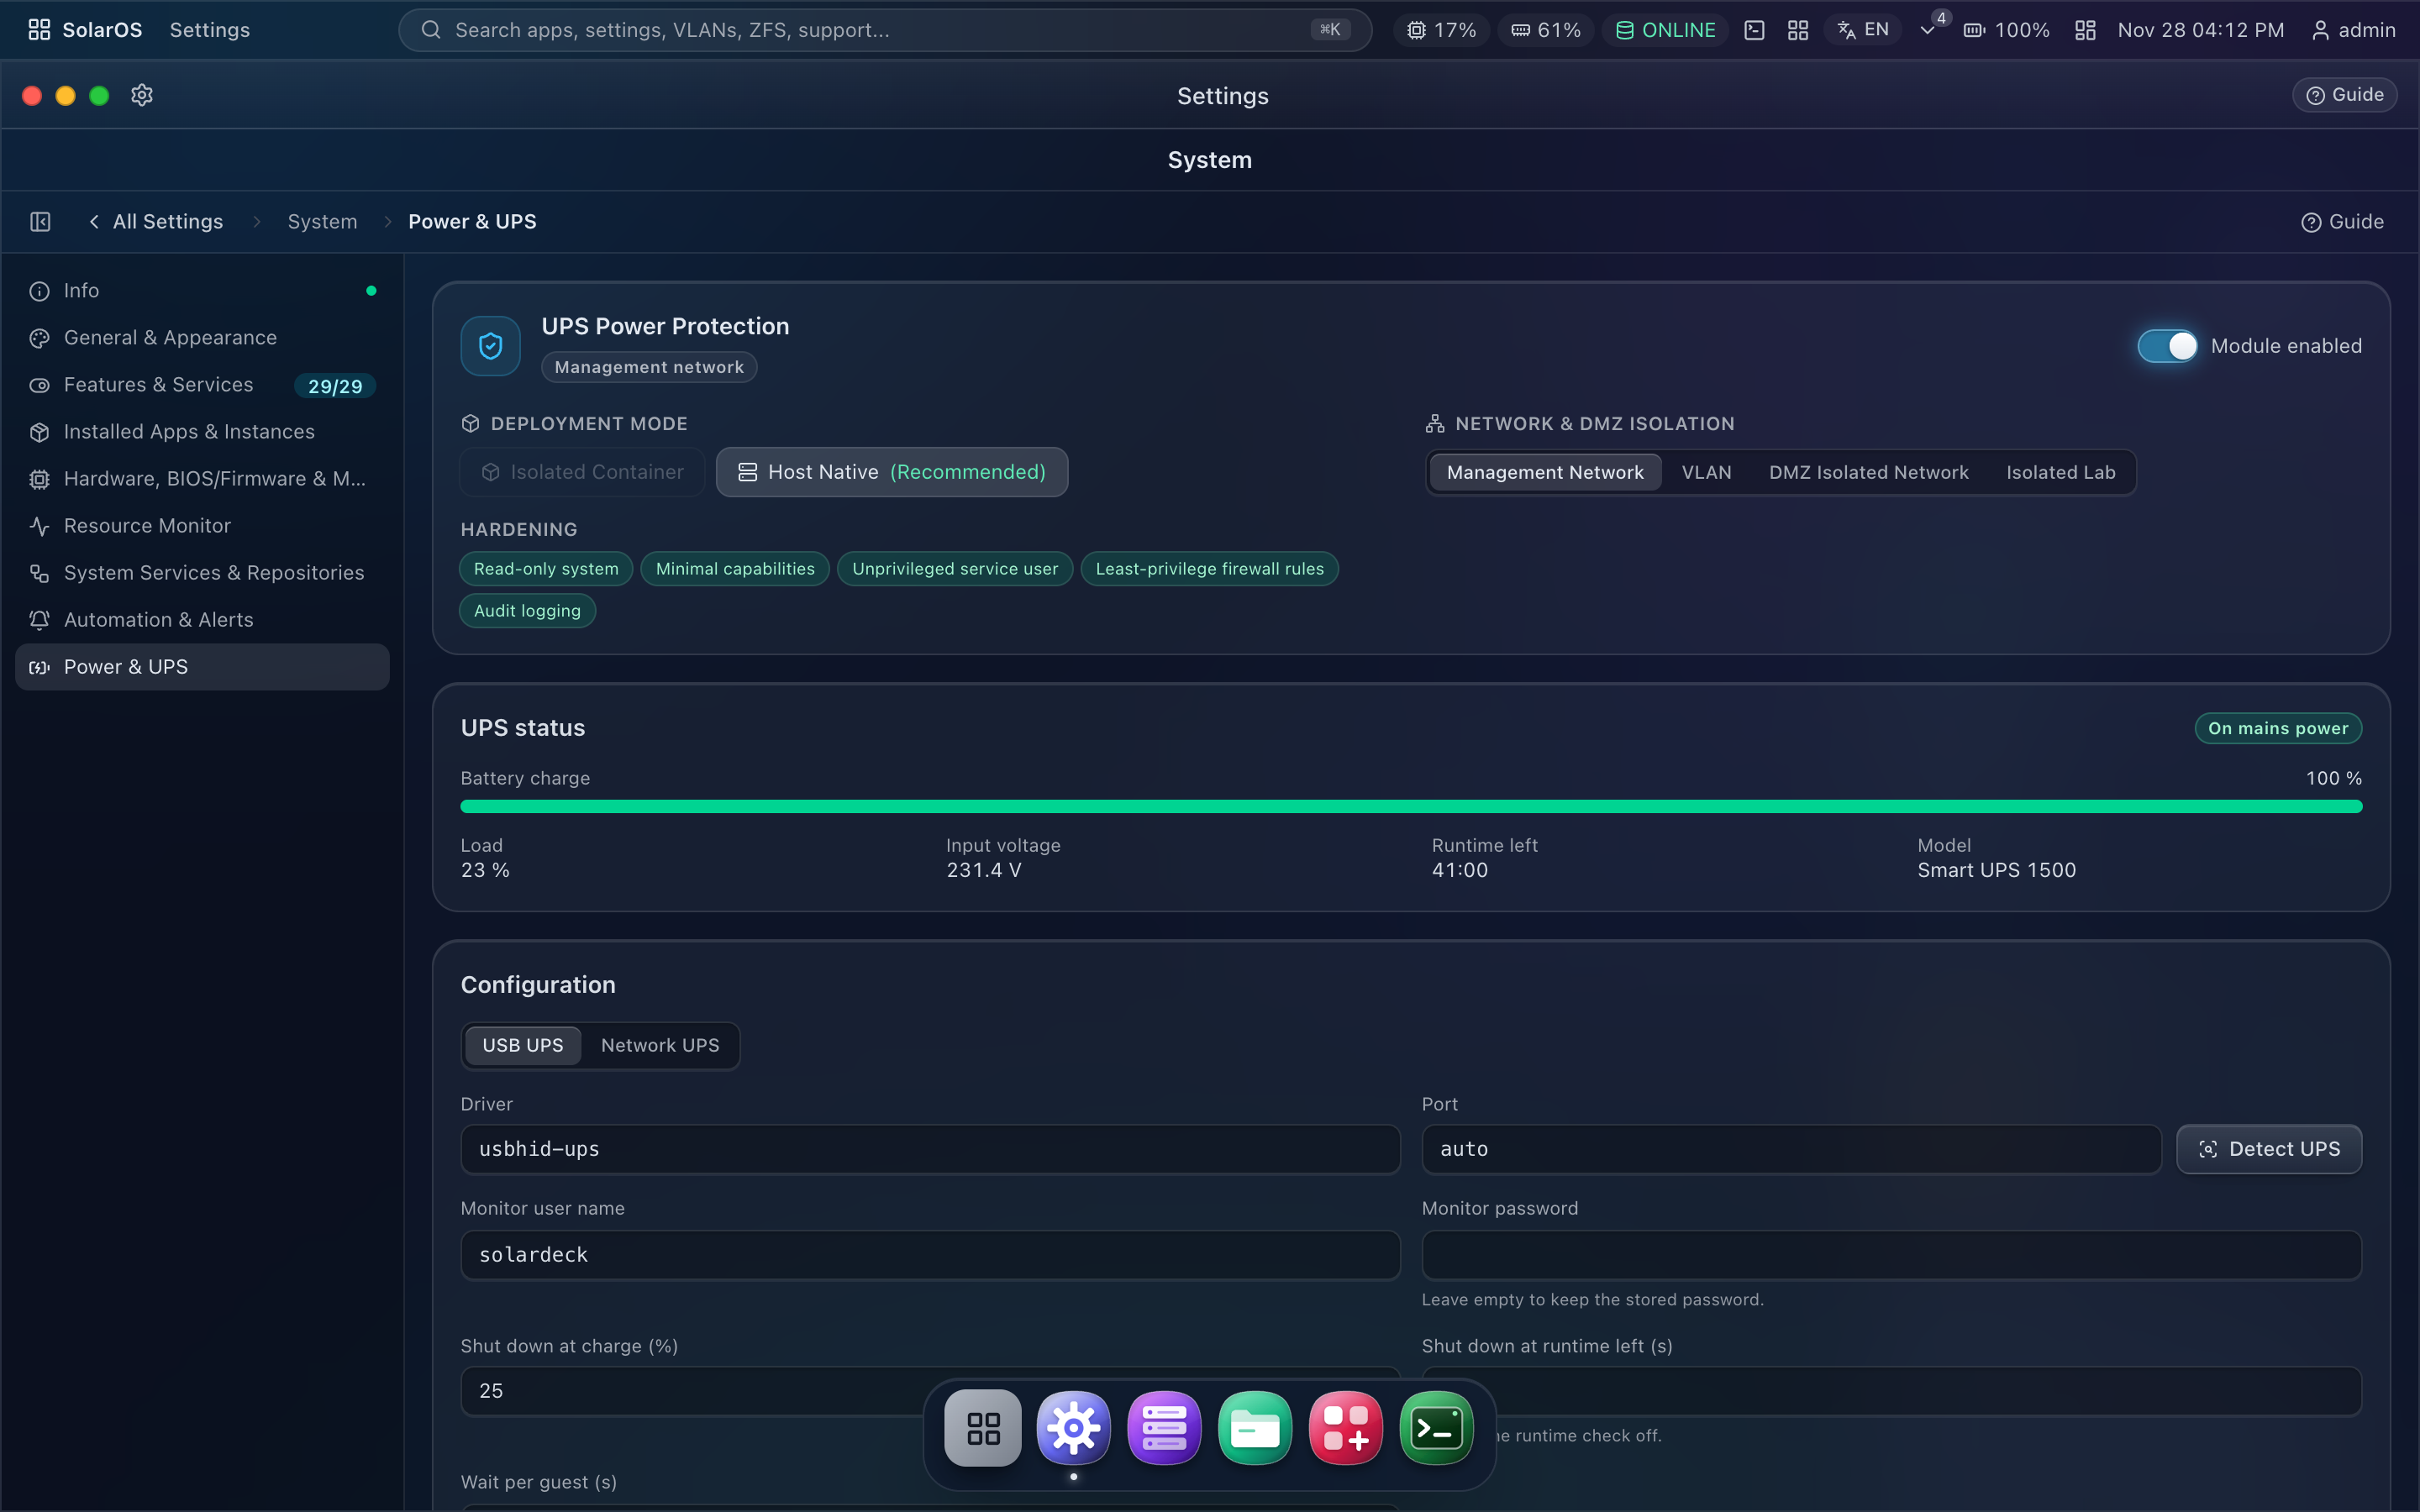 SolarOS Settings Search apps, settings, VLANs, ZFS, support... ⌘K 17% 61% ONLINE EN 4 100% Nov 28 04:12 PM admin
Settings Guide
System
All Settings System Power & UPS Guide
Info
General & Appearance
Features & Services 29/29
Installed Apps & Instances
Hardware, BIOS/Firmware & M...
Resource Monitor
System Services & Repositories
Automation & Alerts
Power & UPS
UPS Power Protection
Management network
Module enabled
DEPLOYMENT MODE
Isolated Container Host Native (Recommended)
NETWORK & DMZ ISOLATION
Management Network VLAN DMZ Isolated Network Isolated Lab
HARDENING
Read-only system Minimal capabilities Unprivileged service user Least-privilege firewall rules
Audit logging
UPS status On mains power
Battery charge 100 %
Load Input voltage Runtime left Model
23 % 231.4 V 41:00 Smart UPS 1500
Configuration
USB UPS Network UPS
Driver Port
usbhid-ups auto Detect UPS
Monitor user name Monitor password
solardeck
Leave empty to keep the stored password.
Shut down at charge (%) Shut down at runtime left (s)
25
runtime check off.
Wait per guest (s)